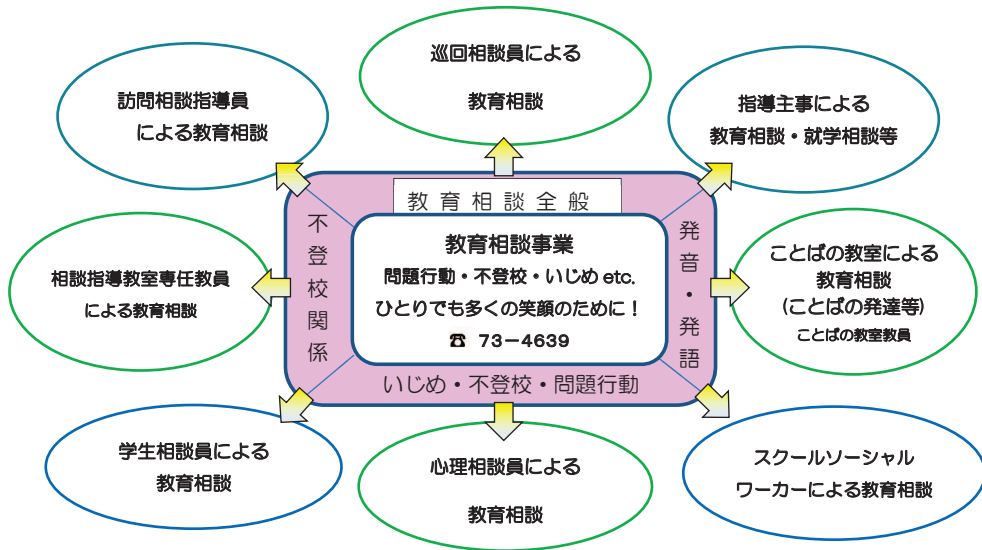 巡回相談員による
教育相談
訪問相談指導員
による教育相談
指導主事による
教育相談・就学相談等
教育相談全般
不登校関係
発音・発語
教育相談事業
問題行動・不登校・いじめ etc.
ひとりでも多くの笑顔のために！
☎ 73－4639
いじめ・不登校・問題行動
相談指導教室専任教員
による教育相談
ことばの教室による
教育相談
(ことばの発達等)
ことばの教室教員
学生相談員による
教育相談
心理相談員による
教育相談
スクールソーシャル
ワーカーによる教育相談